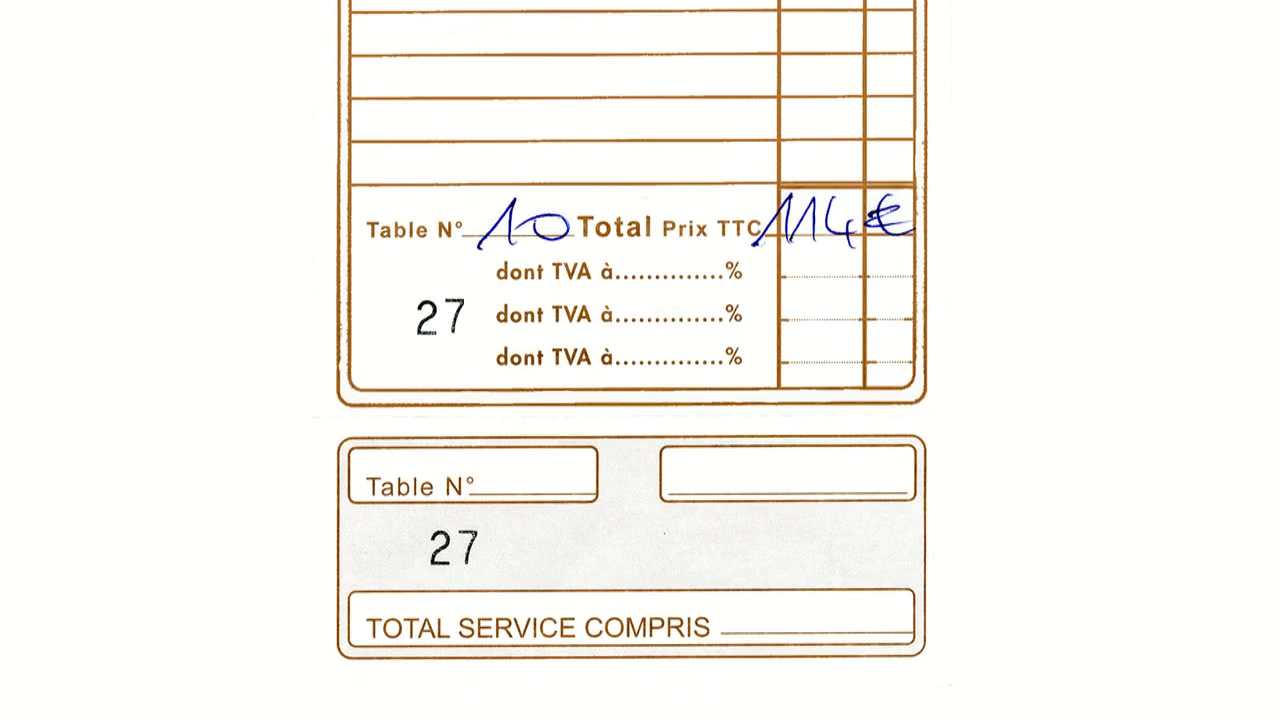 Table N° 10 Total Prix TTC 114 €
dont TVA à..............%
27 dont TVA à..............%
dont TVA à..............%
Table N°
27
TOTAL SERVICE COMPRIS